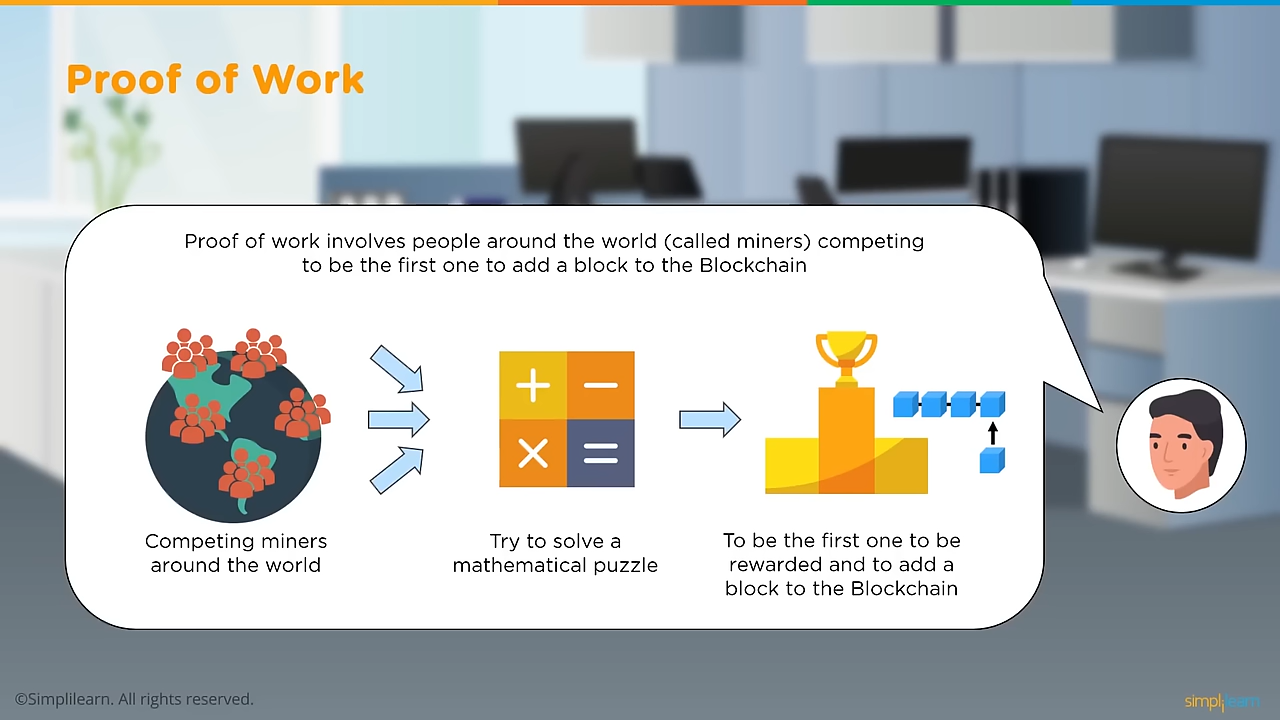 Proof of Work
Proof of work involves people around the world (called miners) competing
to be the first one to add a block to the Blockchain
Competing miners
around the world
Try to solve a
mathematical puzzle
To be the first one to be
rewarded and to add a
block to the Blockchain
©Simplilearn. All rights reserved.
simplilearn